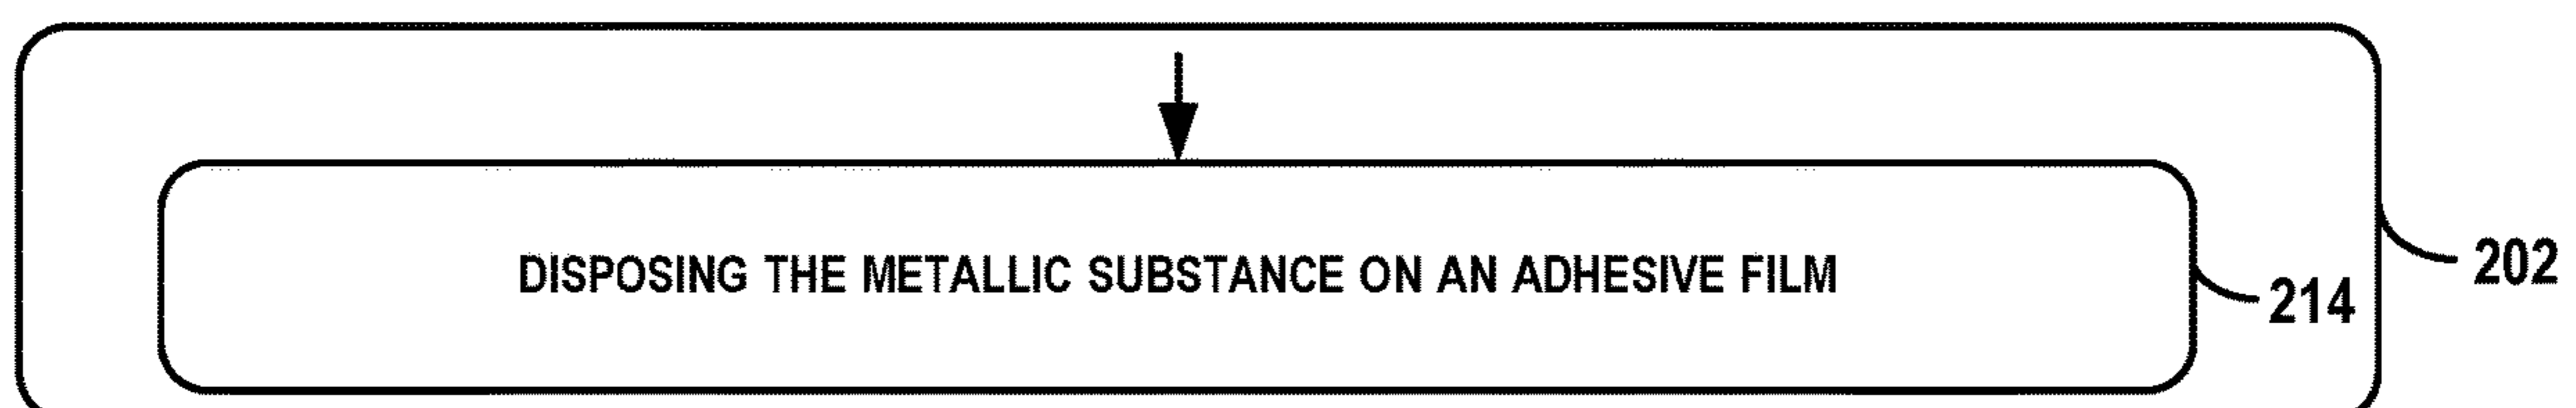 DISPOSING THE METALLIC SUBSTANCE ON AN ADHESIVE FILM
202
214